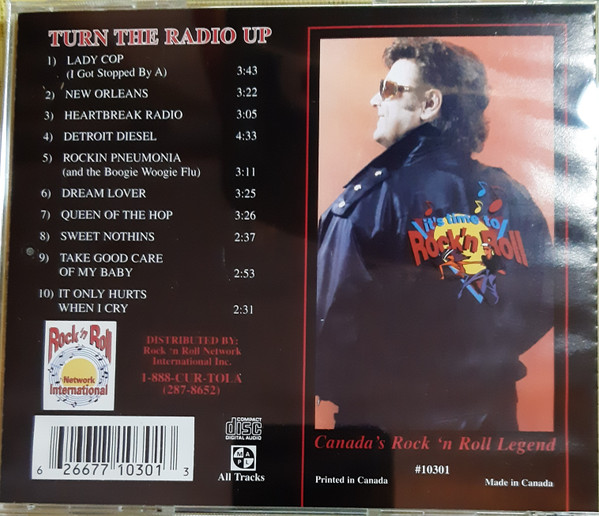 TURN THE RADIO UP
1) LADY COP
(I Got Stopped By A) 3:43
2) NEW ORLEANS 3:22
3) HEARTBREAK RADIO 3:05
4) DETROIT DIESEL 4:33
5) ROCKIN PNEUMONIA
(and the Boogie Woogie Flu) 3:11
6) DREAM LOVER 3:25
7) QUEEN OF THE HOP 3:26
8) SWEET NOTHINS 2:37
9) TAKE GOOD CARE
OF MY BABY 2:53
10) IT ONLY HURTS
WHEN I CRY 2:31
Rock 'n Roll
Network
International
DISTRIBUTED BY:
Rock 'n Roll Network
International Inc.
1-888-CUR-TOLA
(287-8652)
6 26677 10301 3
COMPACT
disc
DIGITAL AUDIO
M A
P L
All Tracks
it's time to
Rock'n Roll
Canada's Rock 'n Roll Legend
Printed in Canada #10301 Made in Canada